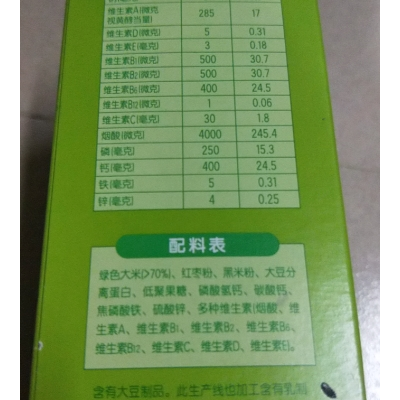 维生素A(微克
视黄醇当量) 285 17
维生素D(微克) 5 0.31
维生素E(毫克) 3 0.18
维生素B1(微克) 500 30.7
维生素B2(微克) 500 30.7
维生素B6(微克) 400 24.5
维生素B12(微克) 1 0.06
维生素C(毫克) 30 1.8
烟酸(微克) 4000 245.4
磷(毫克) 250 15.3
钙(毫克) 400 24.5
铁(毫克) 5 0.31
锌(毫克) 4 0.25
配料表
绿色大米(≥70%)、红枣粉、黑米粉、大豆分
离蛋白、低聚果糖、磷酸氢钙、碳酸钙、
焦磷酸铁、硫酸锌、多种维生素(烟酸、维
生素A、维生素B1、维生素B2、维生素B6、
维生素B12、维生素C、维生素D、维生素E)。
含有大豆制品。此生产线也加工含有乳制